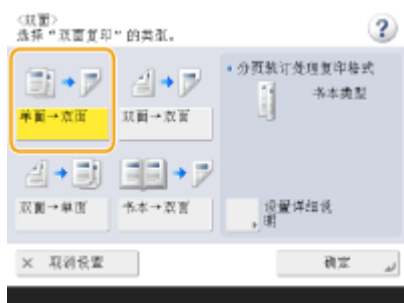 <双面>
选择“双面复印”的类型。
?
单面→双面
双面→双面
双面→单面
书本→双面
• 分页装订处理复印格式
书本类型
设置详细说
明
× 取消设置
确定